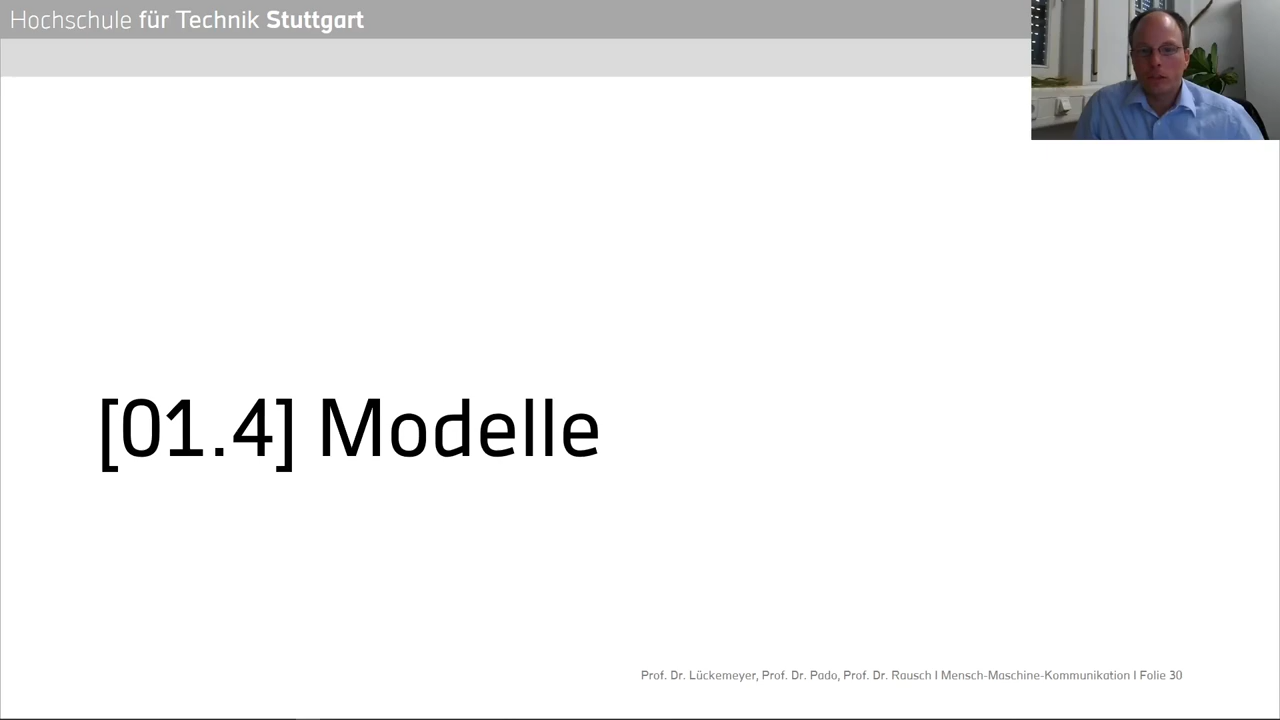 Hochschule für Technik Stuttgart
[01.4] Modelle
Prof. Dr. Lückemeyer, Prof. Dr. Pado, Prof. Dr. Rausch I Mensch-Maschine-Kommunikation I Folie 30